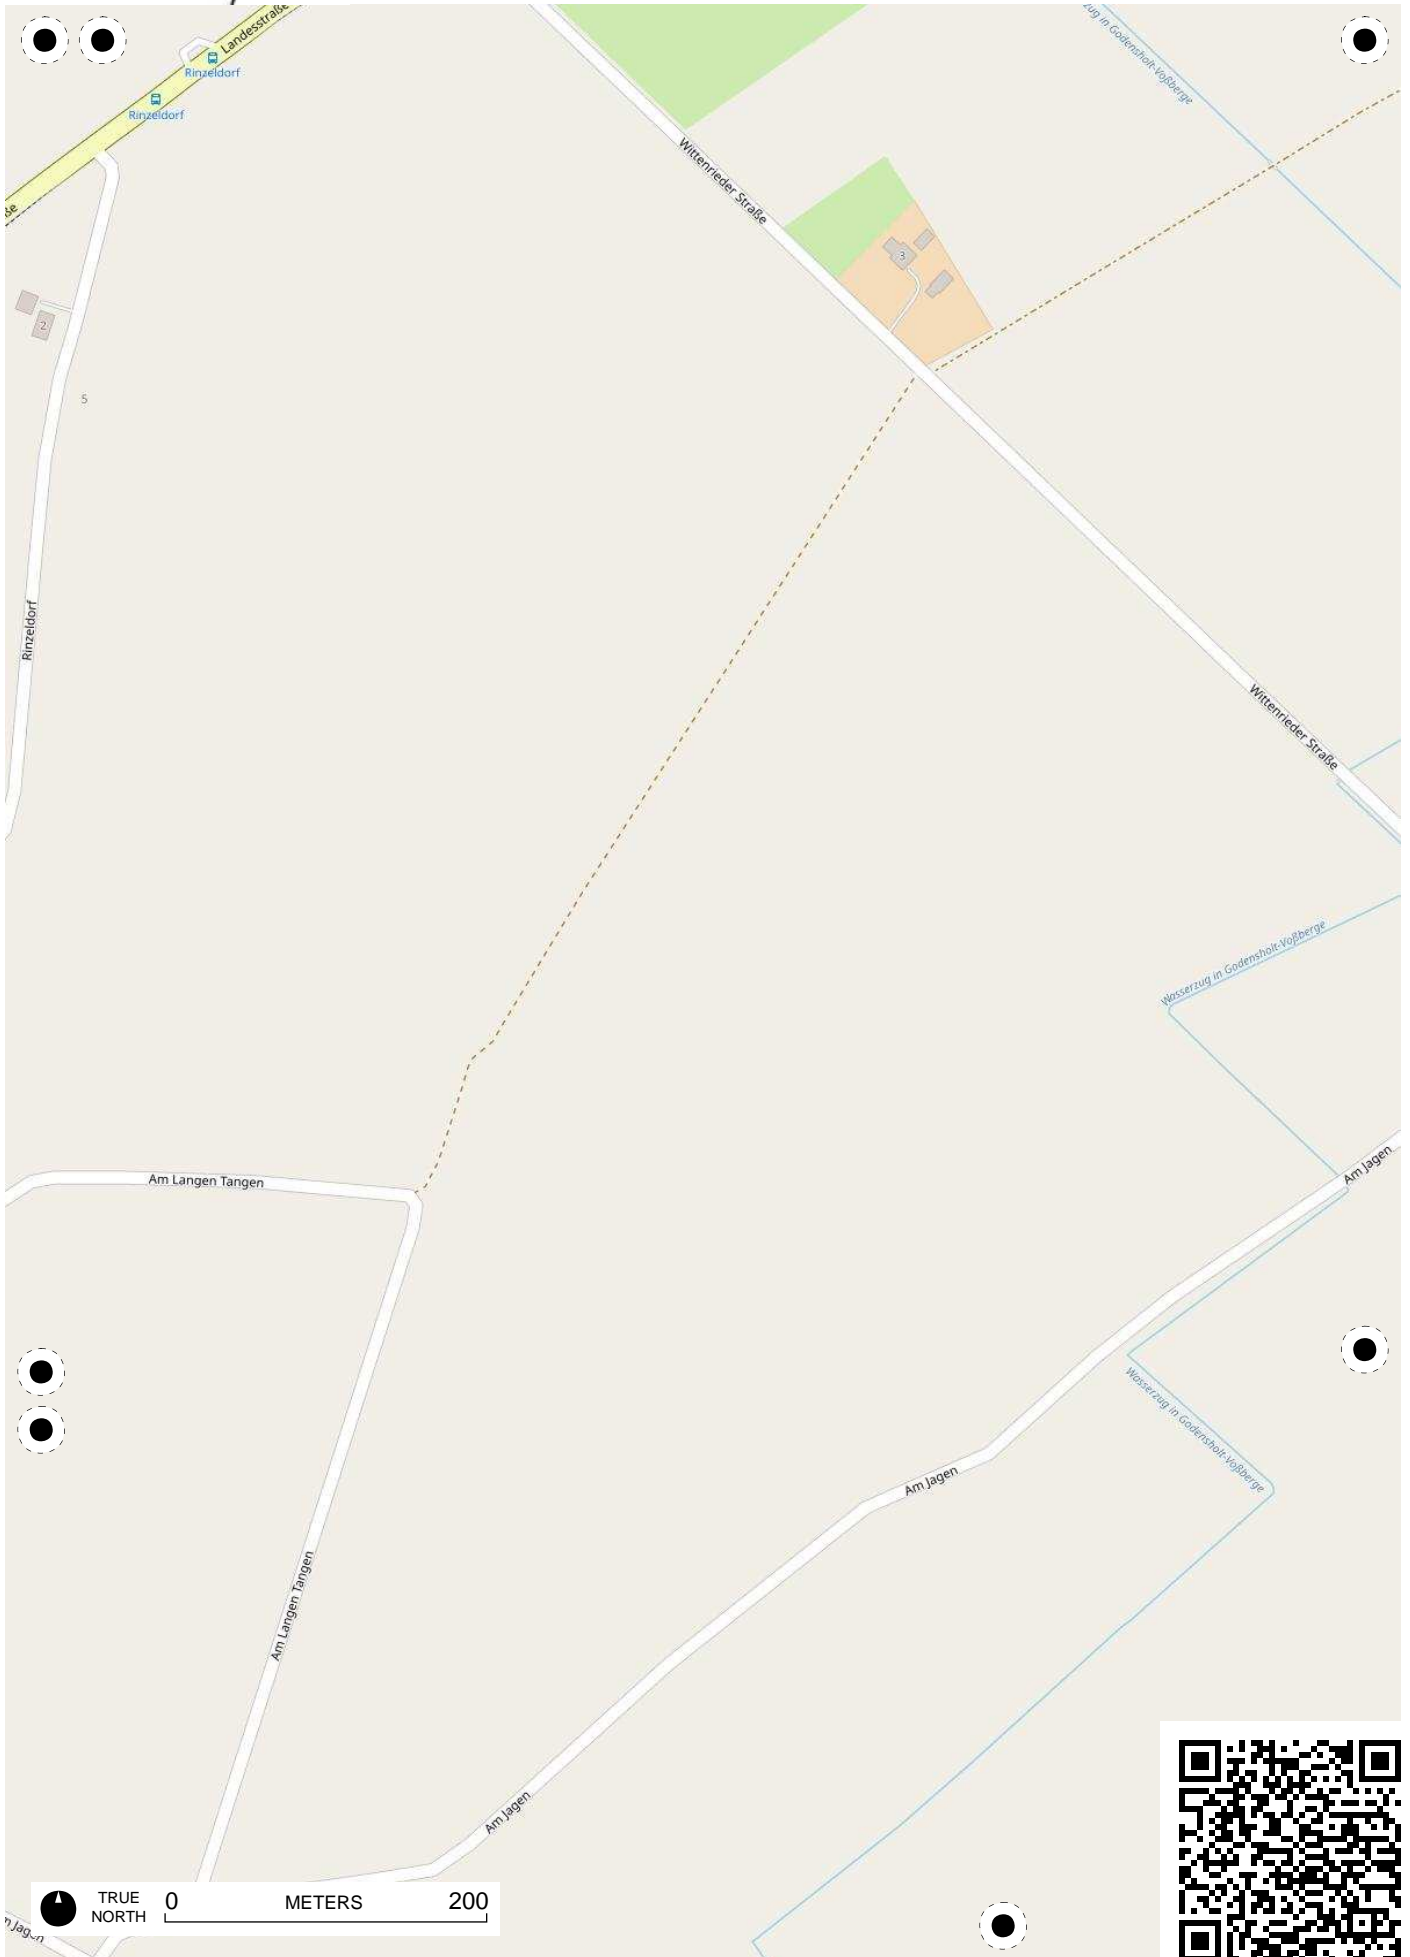 Landesstraße
Rinzeldorf
Rinzeldorf
Wasserzug in Godensholt-Voßberge
Wittenrieder Straße
3
2
5
Rinzeldorf
Wittenrieder Straße
Wasserzug in Godensholt-Voßberge
Am Jagen
Am Langen Tangen
Wasserzug in Godensholt-Voßberge
Am Jagen
Am Langen Tangen
Am Jagen
TRUE NORTH
0 METERS 200
Am Jagen